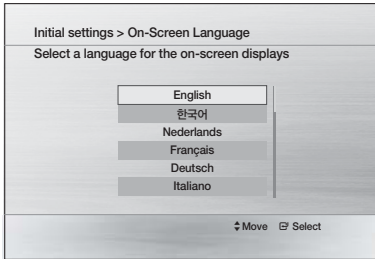 Initial settings > On-Screen Language
Select a language for the on-screen displays
English
한국어
Nederlands
Français
Deutsch
Italiano
Move Select